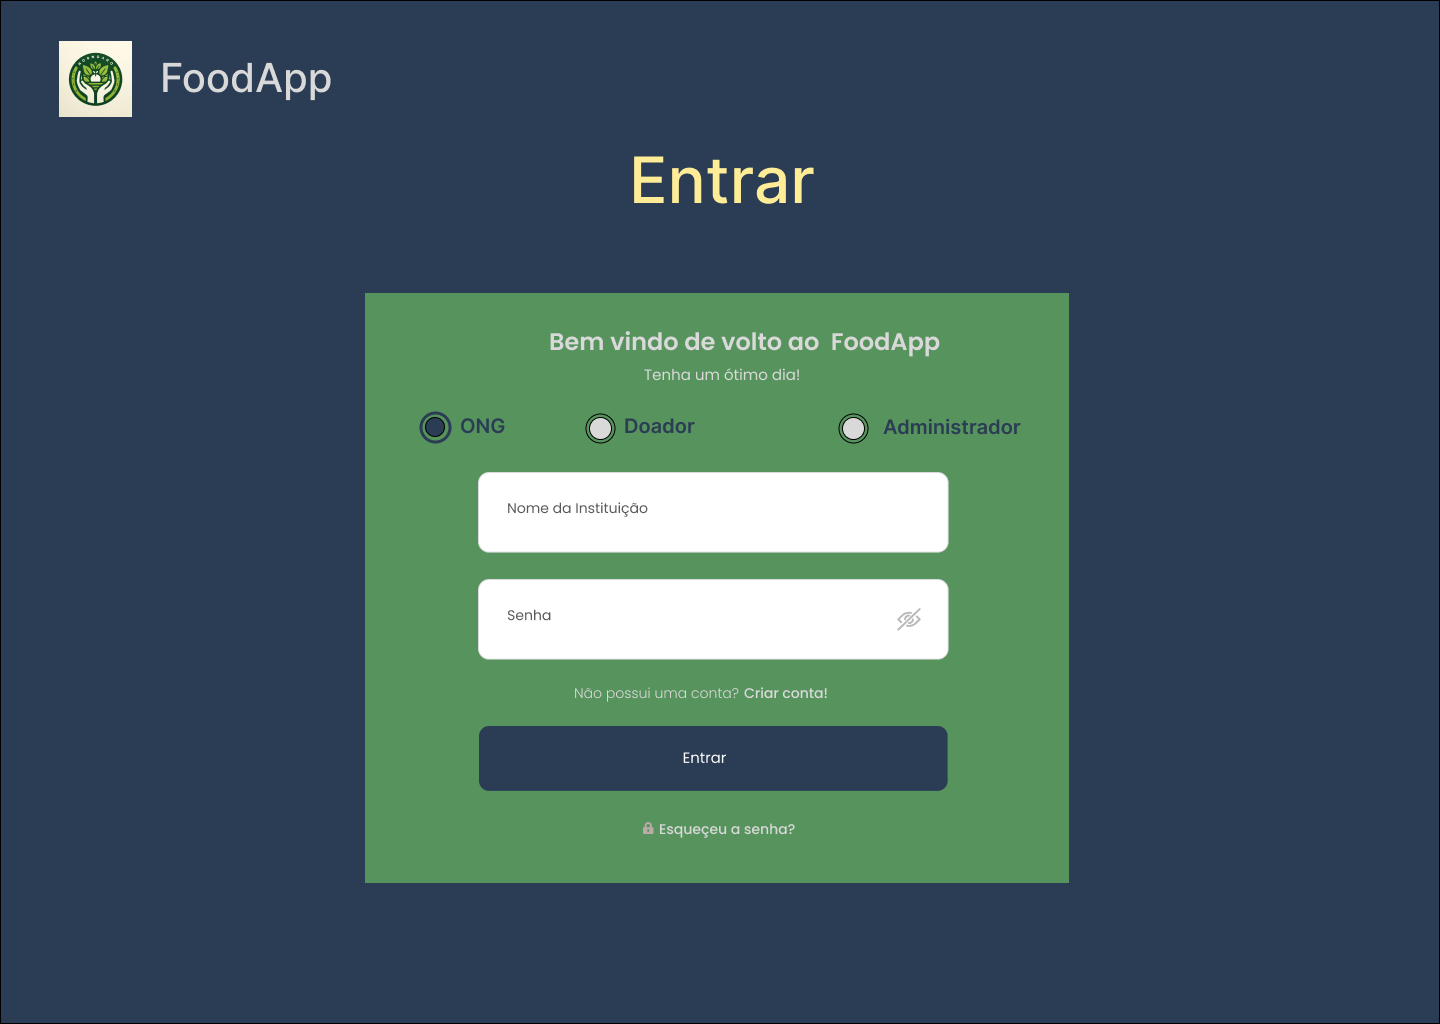 FoodApp
Entrar
Bem vindo de volto ao FoodApp
Tenha um ótimo dia!
ONG Doador Administrador
Nome da Instituição
Senha
Não possui uma conta? Criar conta!
Entrar
Esqueçeu a senha?